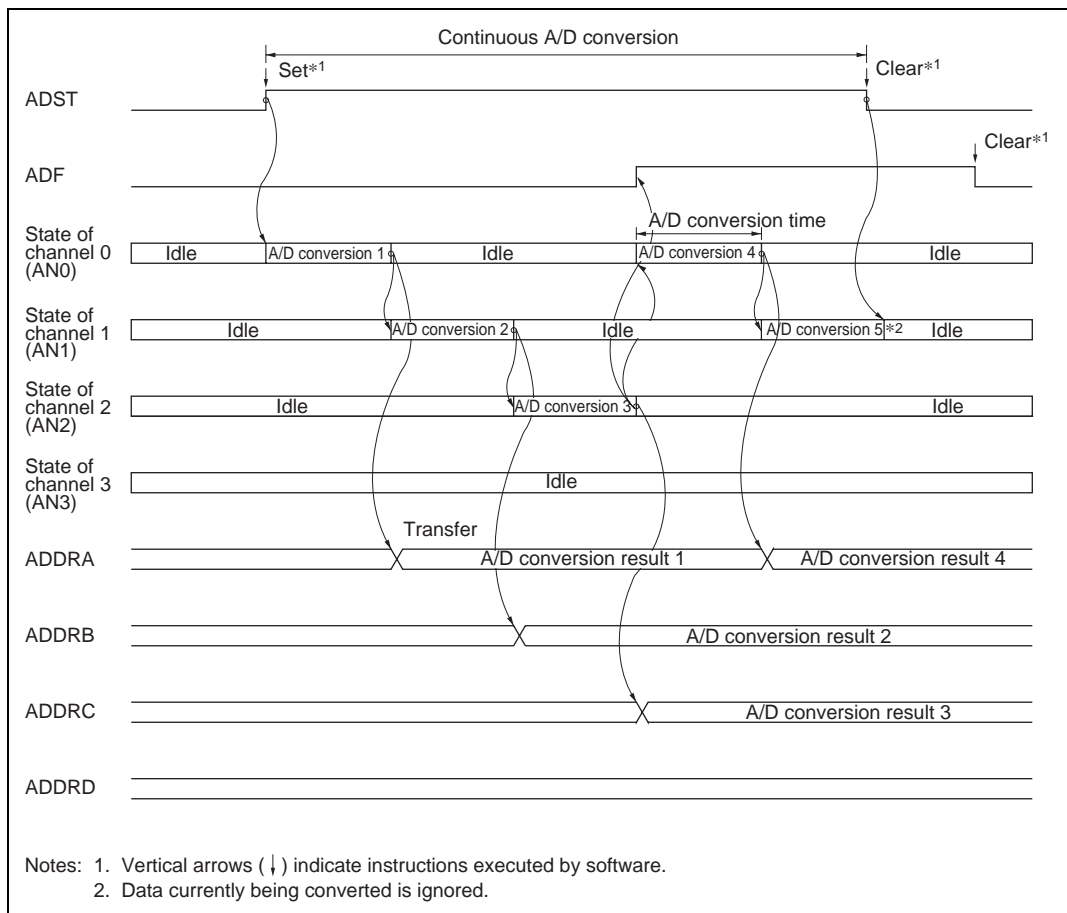 Continuous A/D conversion
Set*1
Clear*1
ADST
Clear*1
ADF
A/D conversion time
State of
channel 0
(AN0)
Idle
A/D conversion 1
Idle
A/D conversion 4
Idle
State of
channel 1
(AN1)
Idle
A/D conversion 2
Idle
A/D conversion 5
*2
Idle
State of
channel 2
(AN2)
Idle
A/D conversion 3
Idle
State of
channel 3
(AN3)
Idle
Transfer
ADDRA
A/D conversion result 1
A/D conversion result 4
ADDRB
A/D conversion result 2
ADDRC
A/D conversion result 3
ADDRD
Notes: 1. Vertical arrows (↓) indicate instructions executed by software.
2. Data currently being converted is ignored.